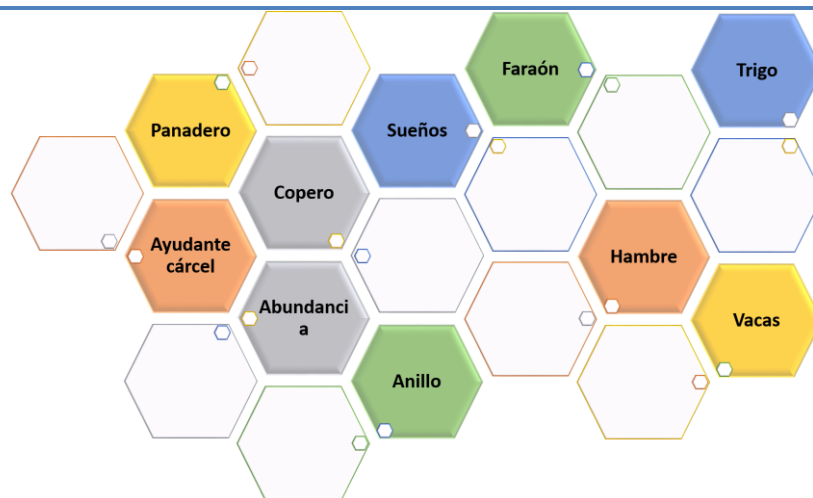 Faraón
Trigo
Panadero
Sueños
Copero
Ayudante
cárcel
Hambre
Abundanci
a
Vacas
Anillo